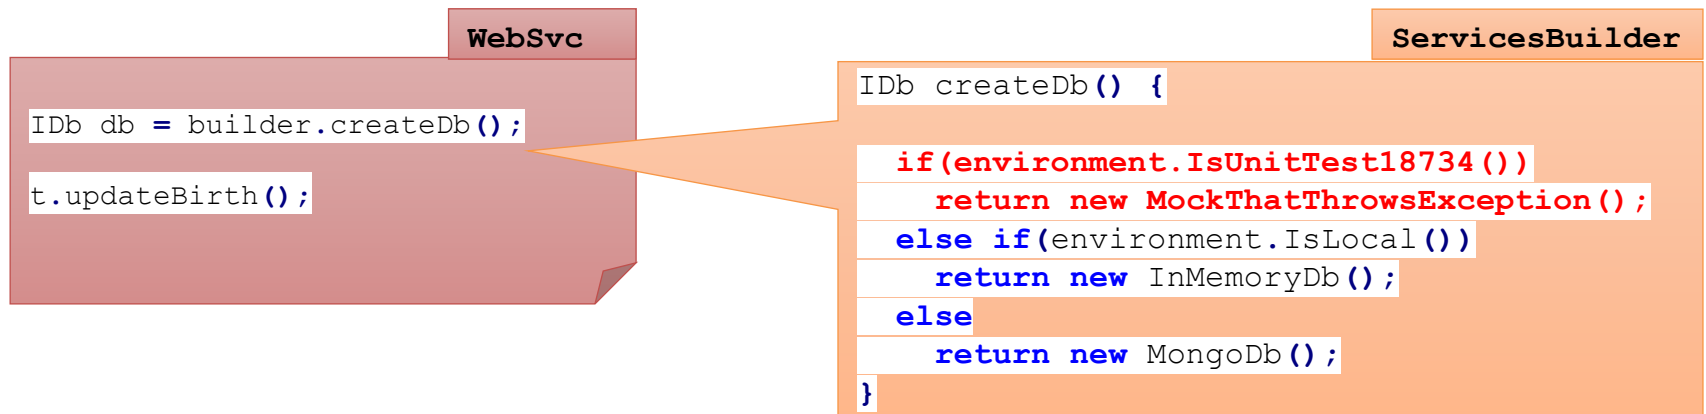 WebSvc
IDb db = builder.createDb();
t.updateBirth();
ServicesBuilder
IDb createDb() {
if(environment.IsUnitTest18734())
return new MockThatThrowsException();
else if(environment.IsLocal())
return new InMemoryDb();
else
return new MongoDb();
}